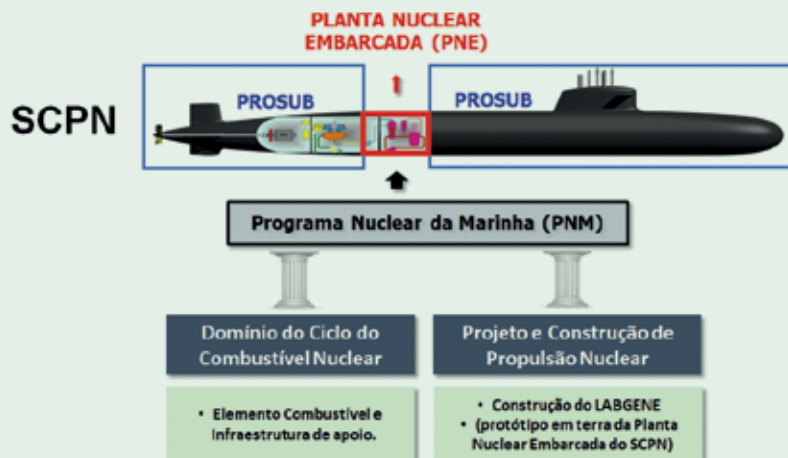 PLANTA NUCLEAR
EMBARCADA (PNE)
PROSUB
PROSUB
SCPN
Programa Nuclear da Marinha (PNM)
Domínio do Ciclo do
Combustível Nuclear
Projeto e Construção de
Propulsão Nuclear
• Elemento Combustível e
Infraestrutura de apoio.
• Construção do LABGENE
• (protótipo em terra da Planta
Nuclear Embarcada do SCPN)